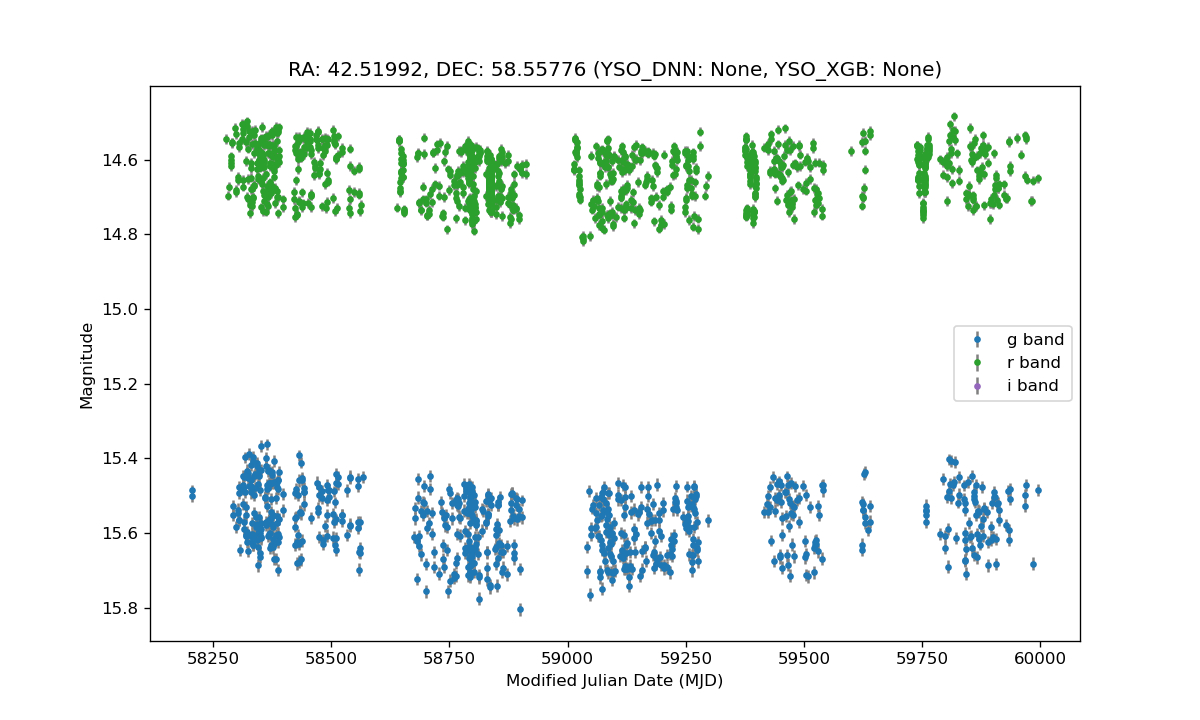 RA: 42.51992, DEC: 58.55776 (YSO_DNN: None, YSO_XGB: None)
14.6
14.8
15.0
15.2
15.4
15.6
15.8
Magnitude
g band
r band
i band
58250 58500 58750 59000 59250 59500 59750 60000
Modified Julian Date (MJD)